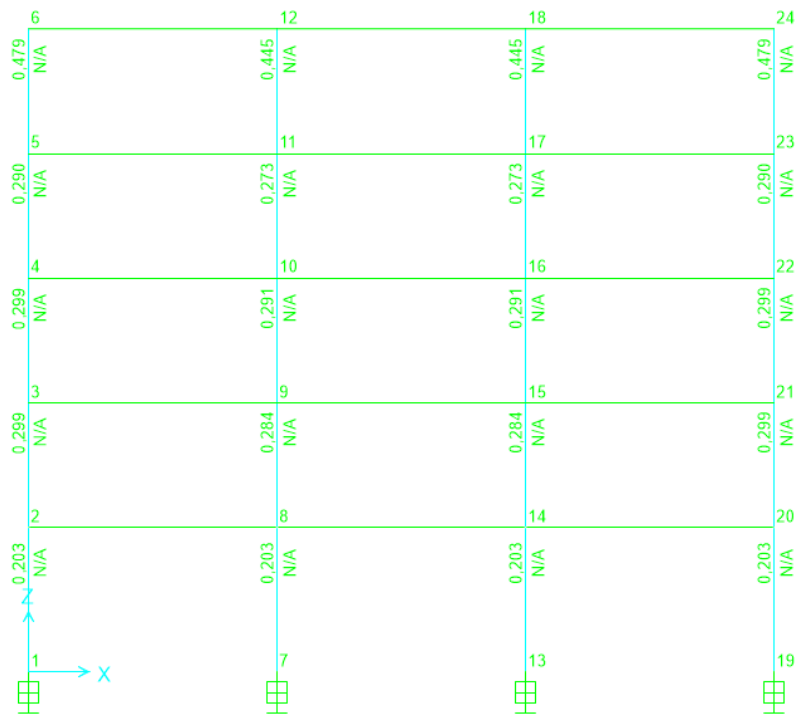 6 12 18 24
0,479 N/A 0,445 N/A 0,445 N/A 0,479 N/A
5 11 17 23
0,290 N/A 0,273 N/A 0,273 N/A 0,290 N/A
4 10 16 22
0,299 N/A 0,291 N/A 0,291 N/A 0,299 N/A
3 9 15 21
0,299 N/A 0,284 N/A 0,284 N/A 0,299 N/A
2 8 14 20
0,203 N/A 0,203 N/A 0,203 N/A 0,203 N/A
Z
1 7 13 19
X